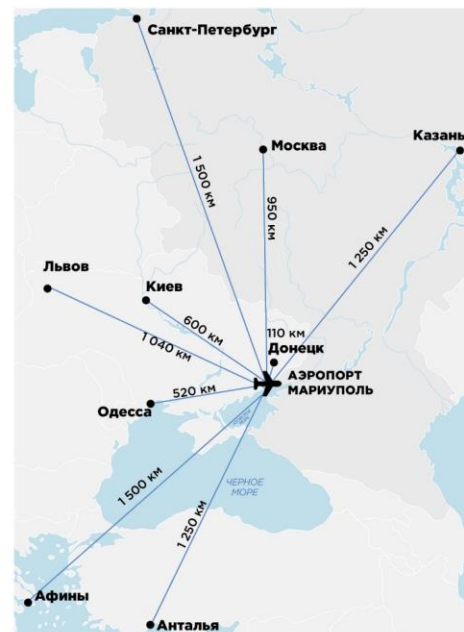 Санкт-Петербург
Москва
Казань
1 500 км
950 км
1 250 км
Львов
Киев
600 км
1 040 км
110 км
Донецк
АЭРОПОРТ
МАРИУПОЛЬ
520 км
Одесса
1 500 км
1 250 км
ЧЕРНОЕ
МОРЕ
Афины
Анталья